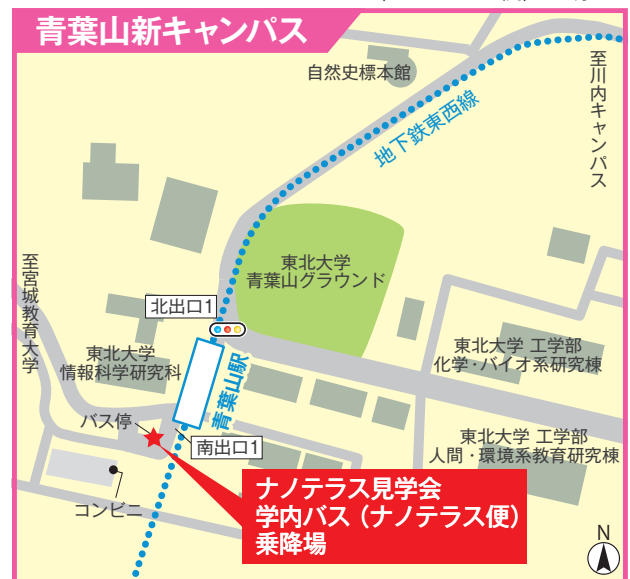 青葉山新キャンパス
自然史標本館
至川内キャンパス
地下鉄東西線
東北大学
青葉山グラウンド
至宮城教育大学
北出口1
東北大学
情報科学研究科
青葉山駅
東北大学 工学部
化学・バイオ系研究棟
バス停
南出口1
東北大学 工学部
人間・環境系教育研究棟
コンビニ
ナノテラス見学会
学内バス（ナノテラス便）
乗降場
N